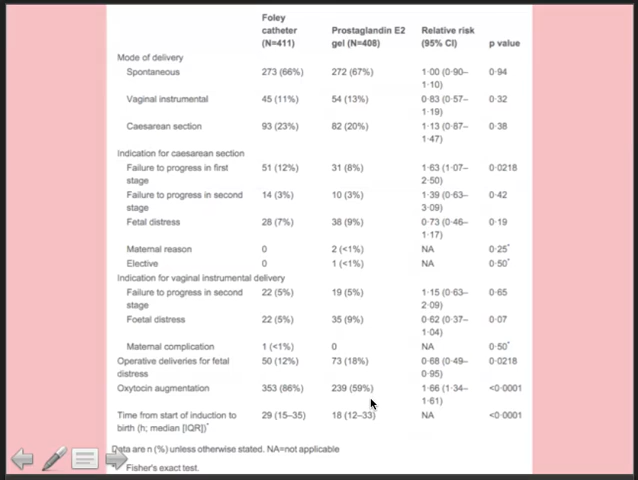 Foley catheter (N=411) Prostaglandin E2 gel (N=408) Relative risk (95% CI) p value
Mode of delivery
Spontaneous 273 (66%) 272 (67%) 1·00 (0·90–1·10) 0·94
Vaginal instrumental 45 (11%) 54 (13%) 0·83 (0·57–1·19) 0·32
Caesarean section 93 (23%) 82 (20%) 1·13 (0·87–1·47) 0·38
Indication for caesarean section
Failure to progress in first stage 51 (12%) 31 (8%) 1·63 (1·07–2·50) 0·0218
Failure to progress in second stage 14 (3%) 10 (3%) 1·39 (0·63–3·09) 0·42
Fetal distress 28 (7%) 38 (9%) 0·73 (0·46–1·17) 0·19
Maternal reason 0 2 (<1%) NA 0·25*
Elective 0 1 (<1%) NA 0·50*
Indication for vaginal instrumental delivery
Failure to progress in second stage 22 (5%) 19 (5%) 1·15 (0·63–2·09) 0·65
Foetal distress 22 (5%) 35 (9%) 0·62 (0·37–1·04) 0·07
Maternal complication 1 (<1%) 0 NA 0·50*
Operative deliveries for fetal distress 50 (12%) 73 (18%) 0·68 (0·49–0·95) 0·0218
Oxytocin augmentation 353 (86%) 239 (59%) 1·66 (1·34–1·61) <0·0001
Time from start of induction to birth (h; median [IQR])* 29 (15–35) 18 (12–33) NA <0·0001
Data are n (%) unless otherwise stated. NA=not applicable
Fisher's exact test.